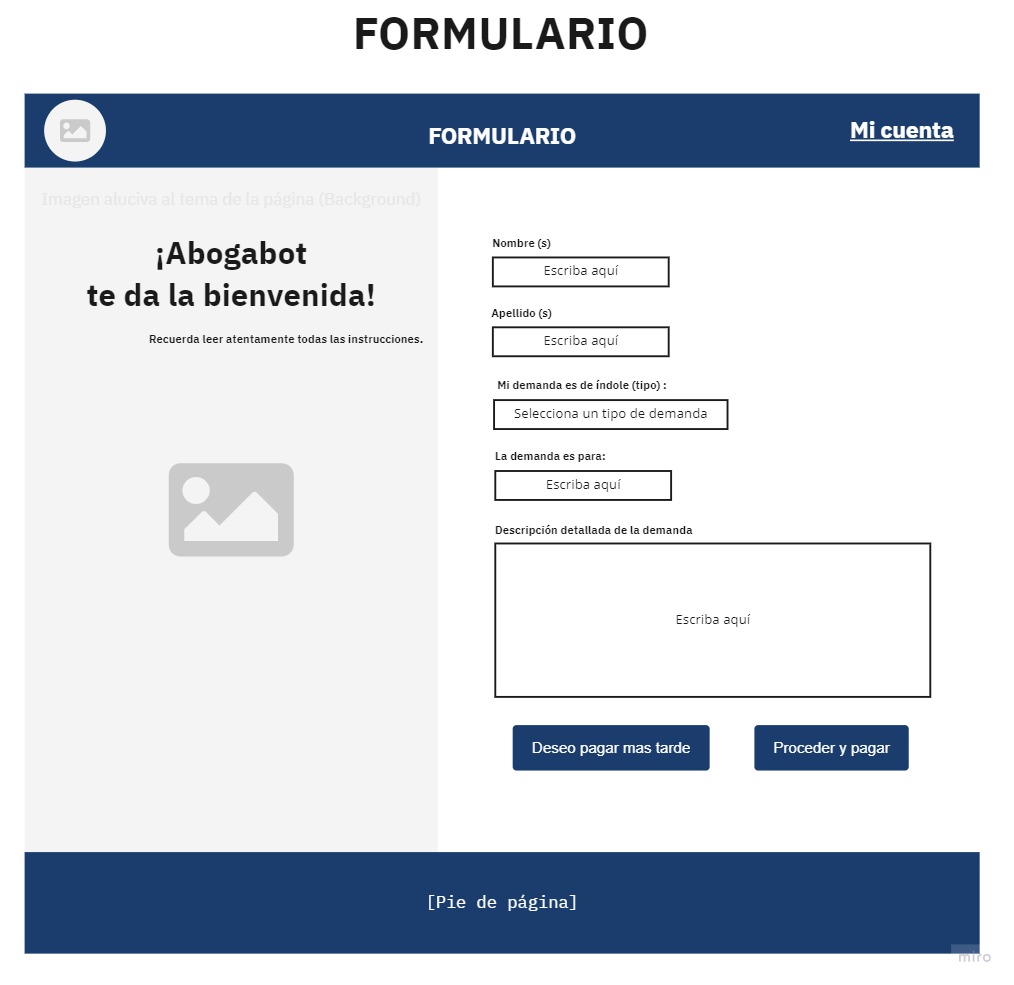 FORMULARIO
FORMULARIO
Mi cuenta
Imagen aluciva al tema de la página (Background)
¡Abogabot
te da la bienvenida!
Recuerda leer atentamente todas las instrucciones.
Nombre (s)
Escriba aquí
Apellido (s)
Escriba aquí
Mi demanda es de índole (tipo) :
Selecciona un tipo de demanda
La demanda es para:
Escriba aquí
Descripción detallada de la demanda
Escriba aquí
Deseo pagar mas tarde
Proceder y pagar
[Pie de página]
miro